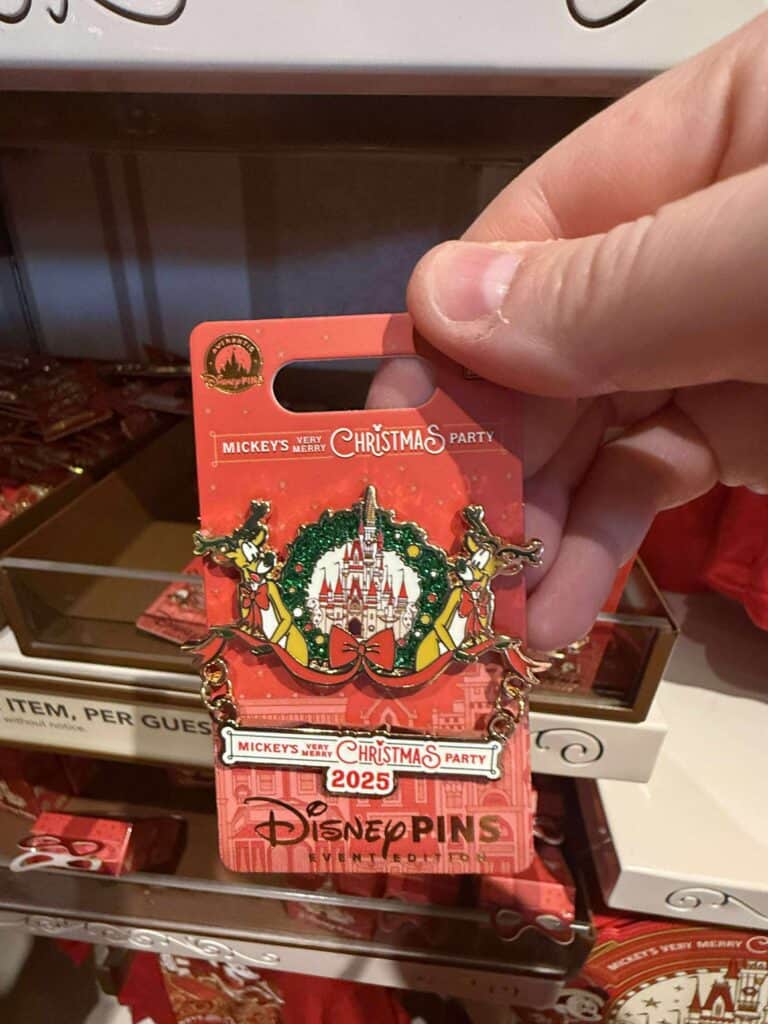 AUTHENTIC
Disney PINS
MICKEY'S VERY MERRY CHRISTMAS PARTY
ITEM, PER GUES
without notice.
MICKEY'S VERY MERRY CHRISTMAS PARTY
2025
Disney PINS
EVENT EDITION
MICKEY'S VERY MERRY C